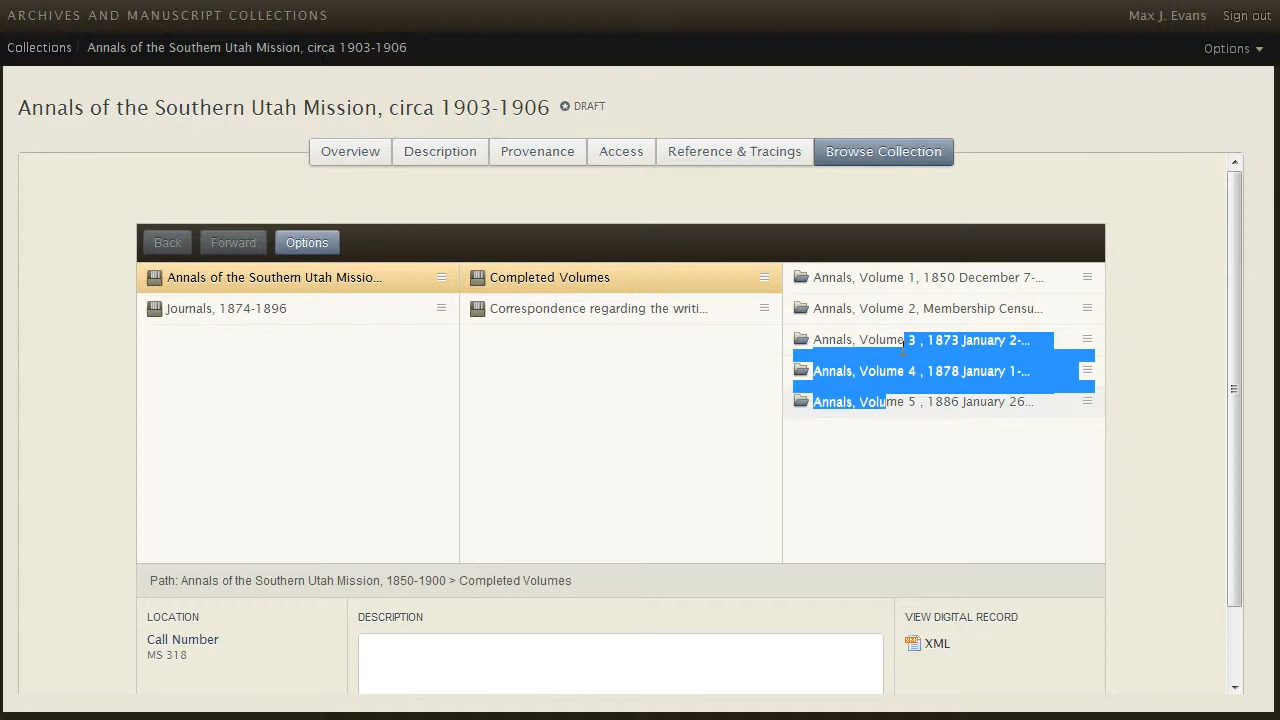 ARCHIVES AND MANUSCRIPT COLLECTIONS
Max J. Evans Sign out
Collections Annals of the Southern Utah Mission, circa 1903-1906
Options
Annals of the Southern Utah Mission, circa 1903-1906 DRAFT
Overview Description Provenance Access Reference & Tracings Browse Collection
Back Forward Options
Annals of the Southern Utah Missio... Completed Volumes Annals, Volume 1, 1850 December 7-...
Journals, 1874-1896 Correspondence regarding the writi... Annals, Volume 2, Membership Censu...
Annals, Volume 3 , 1873 January 2-...
Annals, Volume 4 , 1878 January 1-...
Annals, Volume 5 , 1886 January 26...
Path: Annals of the Southern Utah Mission, 1850-1900 > Completed Volumes
LOCATION DESCRIPTION VIEW DIGITAL RECORD
Call Number XML
MS 318